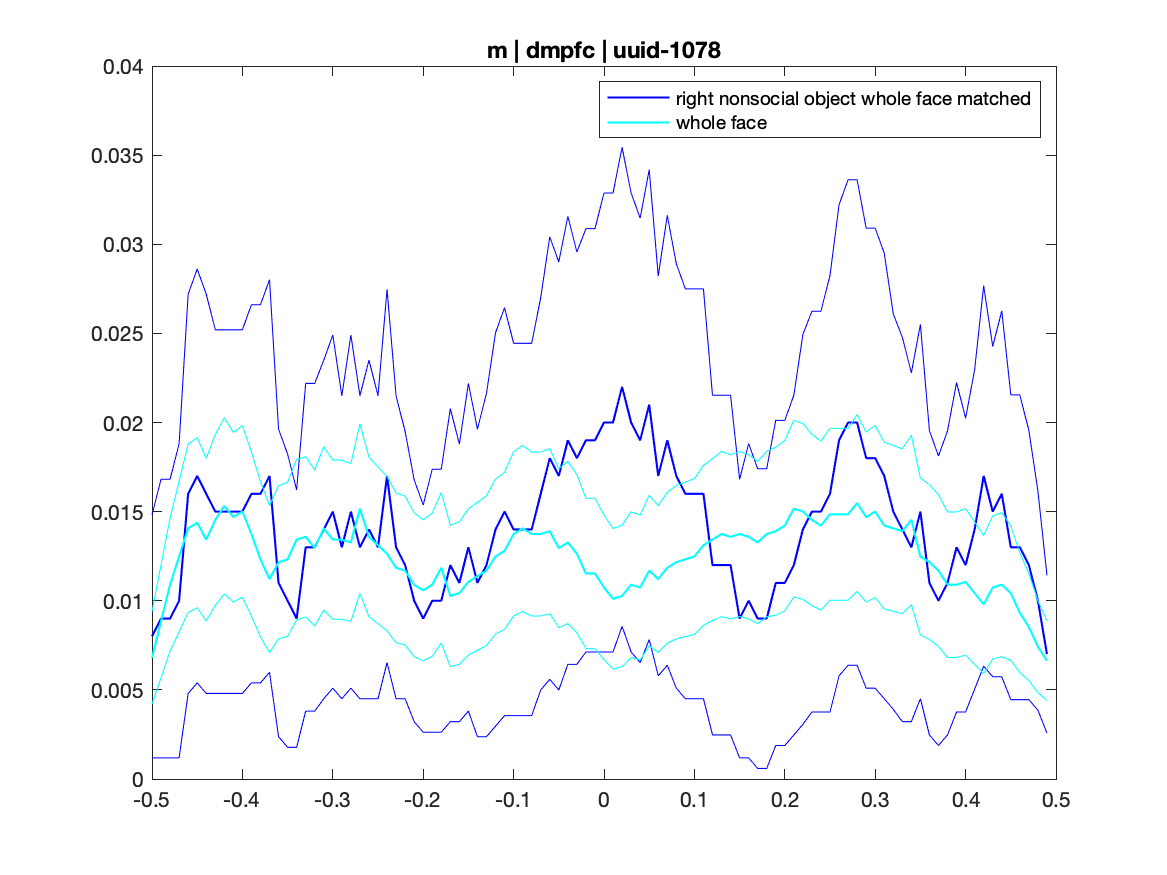 m | dmpfc | uuid-1078
right nonsocial object whole face matched
whole face
0.04
0.035
0.03
0.025
0.02
0.015
0.01
0.005
0
-0.5 -0.4 -0.3 -0.2 -0.1 0 0.1 0.2 0.3 0.4 0.5